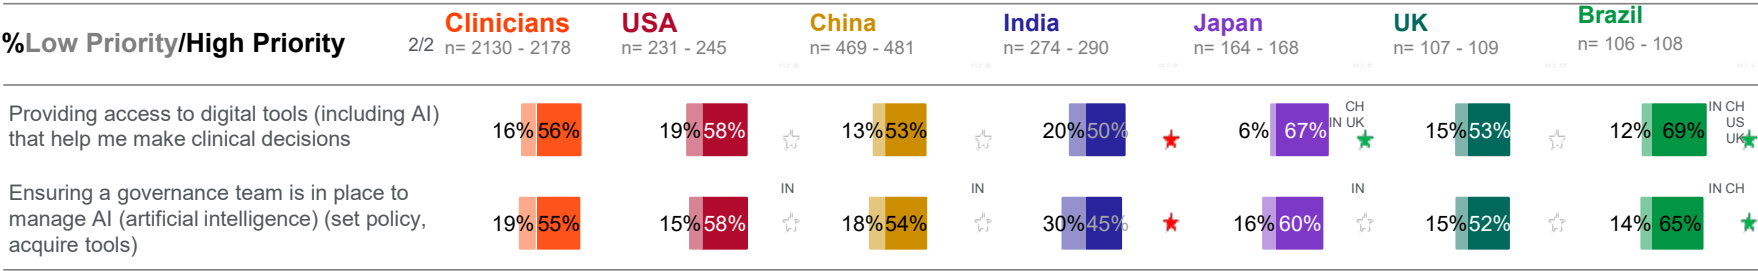 %Low Priority/High Priority 2/2
Clinicians
n= 2130 - 2178
USA
n= 231 - 245
China
n= 469 - 481
India
n= 274 - 290
Japan
n= 164 - 168
UK
n= 107 - 109
Brazil
n= 106 - 108
Providing access to digital tools (including AI)
that help me make clinical decisions
16% 56%
19% 58%
13% 53%
20% 50%
6% 67%
CH
IN UK
15% 53%
12% 69%
IN CH
US
UK
Ensuring a governance team is in place to
manage AI (artificial intelligence) (set policy,
acquire tools)
19% 55%
15% 58%
IN
18% 54%
IN
30% 45%
16% 60%
IN
15% 52%
14% 65%
IN CH